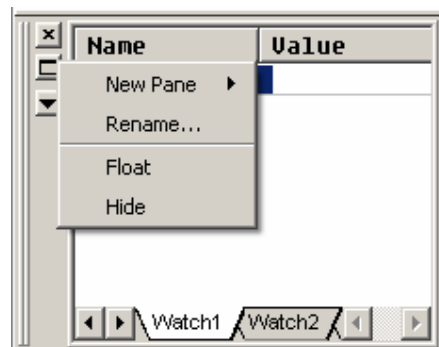 Name Value
New Pane
Rename...
Float
Hide
Watch1 Watch2